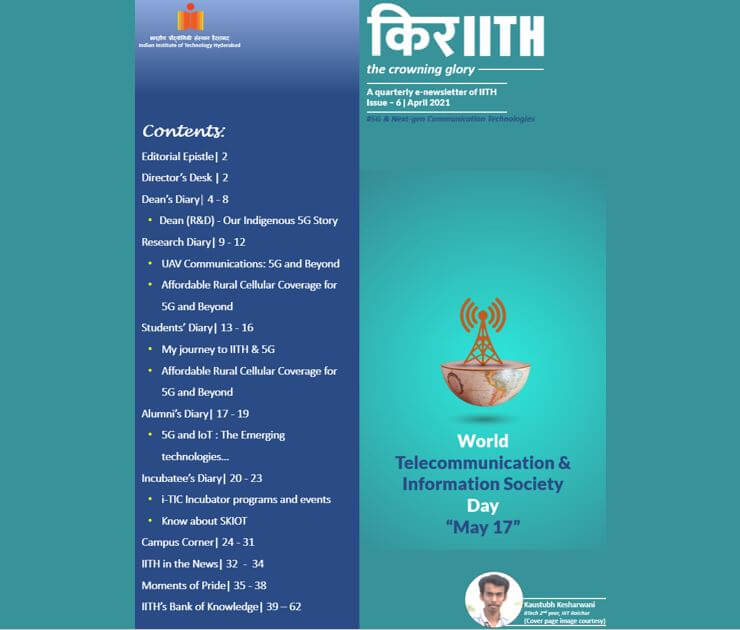 भारतीय प्रौद्योगिकी संस्थान हैदराबाद
Indian Institute of Technology Hyderabad
Contents:
Editorial Epistle| 2
Director's Desk | 2
Dean's Diary| 4 - 8
• Dean (R&D) - Our Indigenous 5G Story
Research Diary| 9 - 12
• UAV Communications: 5G and Beyond
• Affordable Rural Cellular Coverage for
5G and Beyond
Students' Diary| 13 - 16
• My journey to IITH & 5G
• Affordable Rural Cellular Coverage for
5G and Beyond
Alumni's Diary| 17 - 19
• 5G and IoT : The Emerging
technologies...
Incubatee's Diary| 20 - 23
• i-TIC Incubator programs and events
• Know about SKIOT
Campus Corner| 24 - 31
IITH in the News| 32 - 34
Moments of Pride| 35 - 38
IITH's Bank of Knowledge| 39 – 62
किरIITH
the crowning glory
A quarterly e-newsletter of IITH
Issue – 6 | April 2021
#5G & Next-gen Communication Technologies
World
Telecommunication &
Information Society
Day
“May 17”
Kaustubh Kesharwani
BTech 2nd year, IIIT Raichur
(Cover page image courtesy)